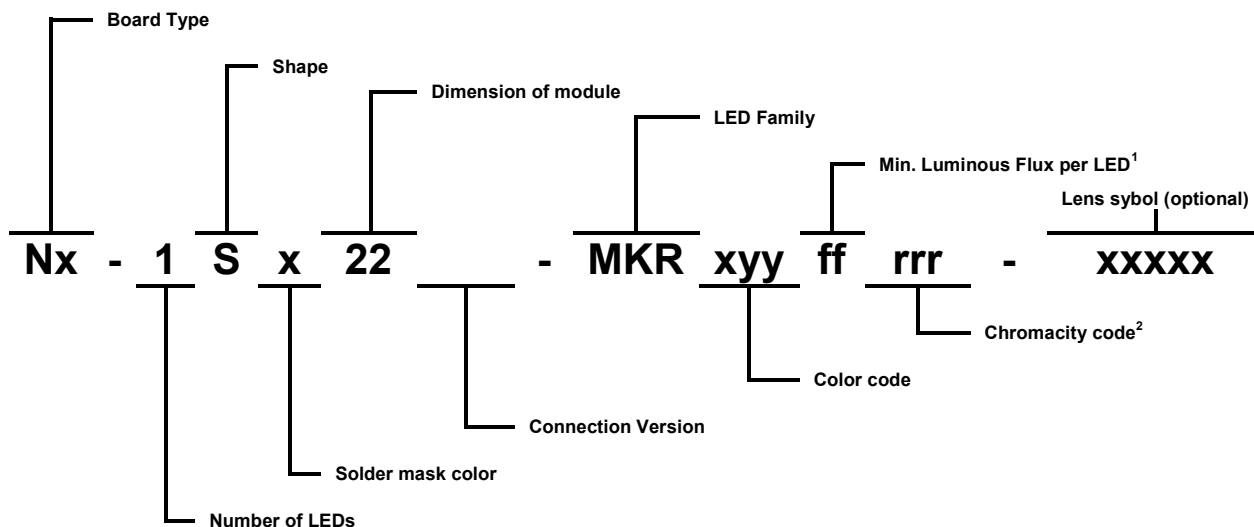 Board Type
Shape
Dimension of module
LED Family
Min. Luminous Flux per LED1
Lens sybol (optional)
Nx - 1 S x 22 - MKR xyy ff rrr - xxxxx
Chromacity code2
Color code
Connection Version
Solder mask color
Number of LEDs